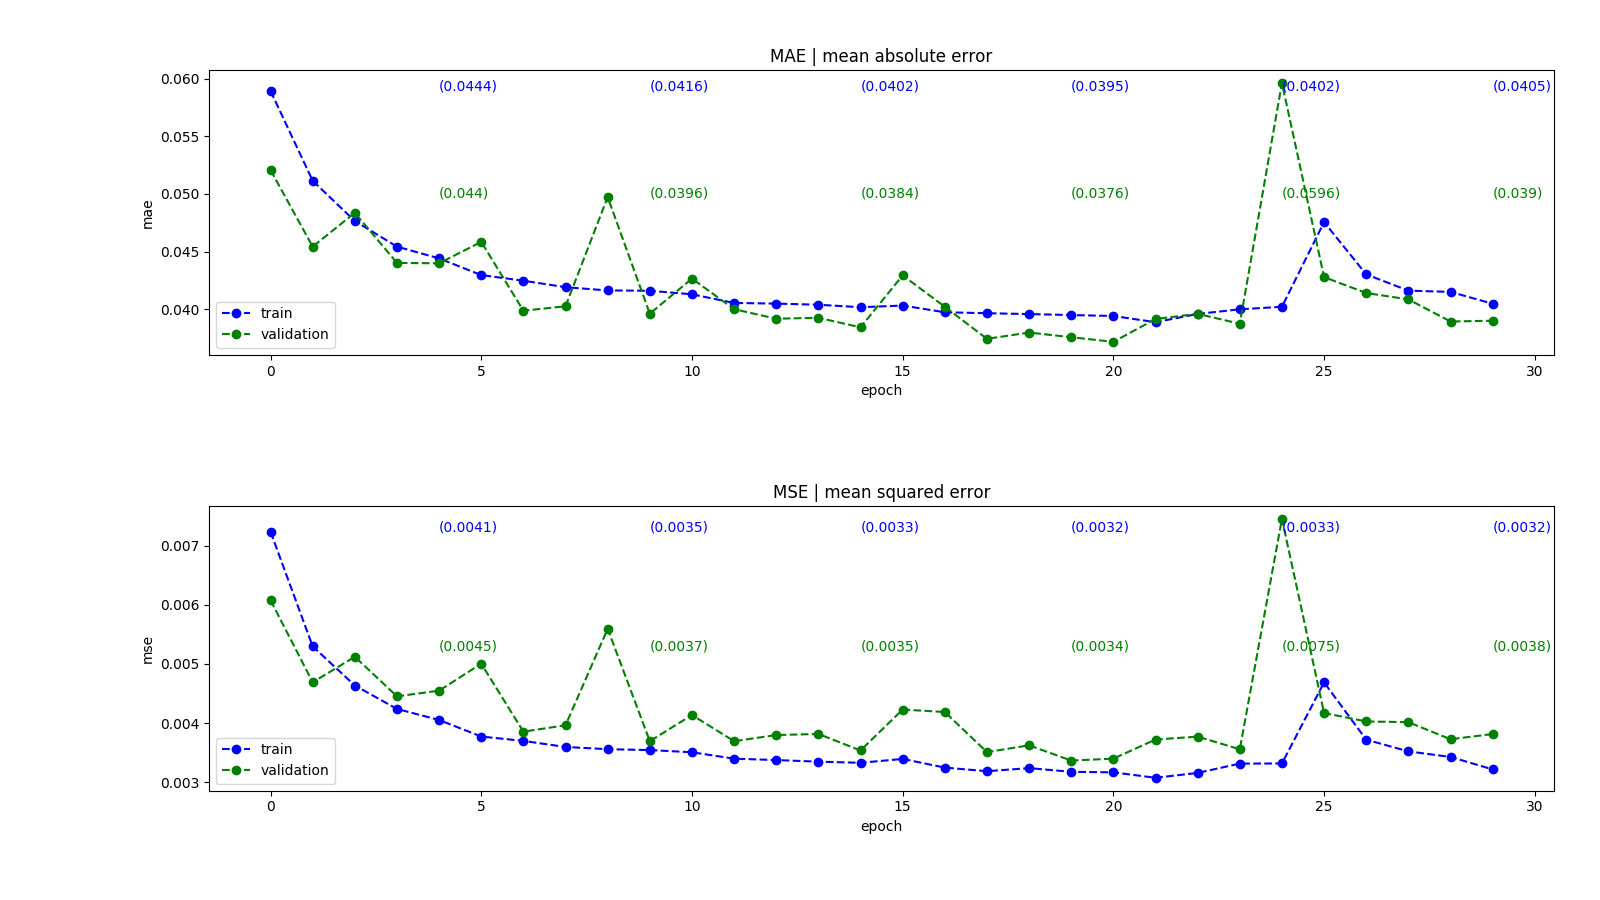 MAE | mean absolute error
0.060
0.055
0.050
0.045
0.040
mae
(0.0444) (0.0416) (0.0402) (0.0395) (0.0402) (0.0405)
(0.044) (0.0396) (0.0384) (0.0376) (0.0596) (0.039)
train
validation
0 5 10 15 20 25 30
epoch
MSE | mean squared error
0.007
0.006
0.005
0.004
0.003
mse
(0.0041) (0.0035) (0.0033) (0.0032) (0.0033) (0.0032)
(0.0045) (0.0037) (0.0035) (0.0034) (0.0075) (0.0038)
train
validation
0 5 10 15 20 25 30
epoch